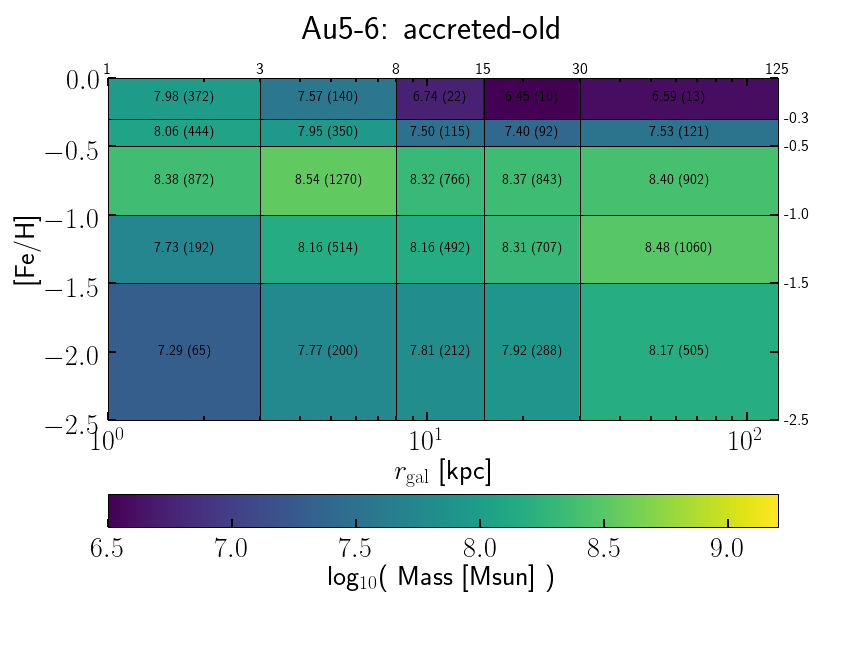 Au5-6: accreted-old
1 3 8 15 30 125
0.0 7.98 (372) 7.57 (140) 6.74 (22) 6.45 (10) 6.59 (13)
-0.3
8.06 (444) 7.95 (350) 7.50 (115) 7.40 (92) 7.53 (121)
−0.5 -0.5
8.38 (872) 8.54 (1270) 8.32 (766) 8.37 (843) 8.40 (902)
−1.0 -1.0
[Fe/H]
7.73 (192) 8.16 (514) 8.16 (492) 8.31 (707) 8.48 (1060)
−1.5 -1.5
−2.0 7.29 (65) 7.77 (200) 7.81 (212) 7.92 (288) 8.17 (505)
−2.5 -2.5
10⁰ 10¹ 10²
r_gal [kpc]
6.5 7.0 7.5 8.0 8.5 9.0
log₁₀( Mass [Msun] )